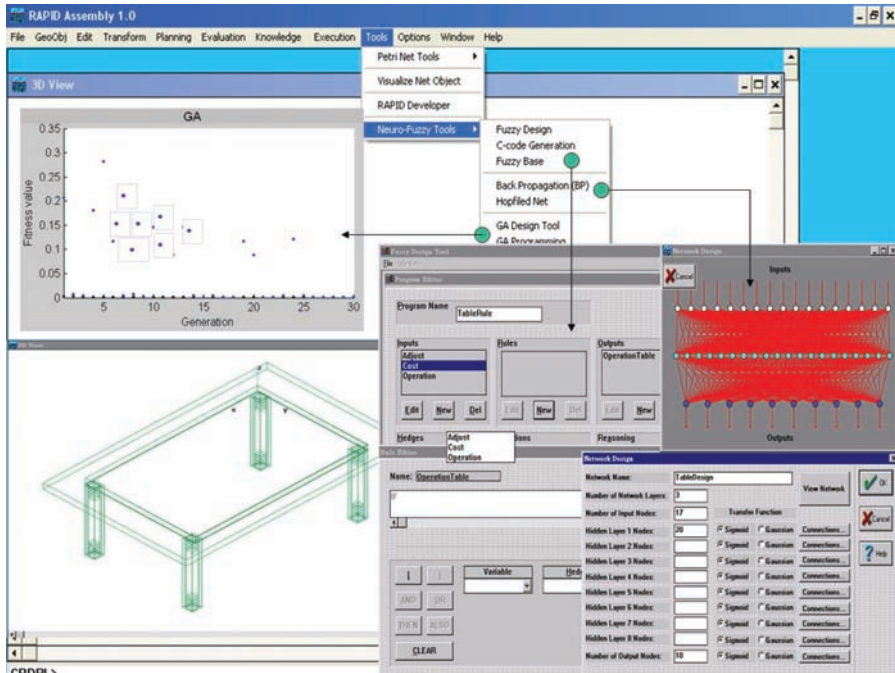 RAPID Assembly 1.0
File GeoObj Edit Transform Planning Evaluation Knowledge Execution Tools Options Window Help
Petri Net Tools
Visualize Net Object
RAPID Developer
Neuro-Fuzzy Tools
Fuzzy Design
C-code Generation
Fuzzy Base
Back Propagation (BP)
Hopfiled Net
GA Design Tool
GA Programming
3D View
GA
0.35
0.3
0.25
0.2
0.15
0.1
0.05
0
Fitness value
0 5 10 15 20 25 30
Generation
Fuzzy Design Tool
File
Program Editor
Program Name
TableRule
Inputs
Adjust
Cost
Operation
Edit New Del
Rules
Edit New Del
Outputs
OperationTable
Edit New
Hedges
Reasoning
Adjust
Cost
Operation
Network Design
Cancel
Inputs
Outputs
x
y
Rule Editor
Name: OperationTable
IF
Variable
AND OR
THEN ALSO
CLEAR
Network Design
Network Name: TableDesign
View Network
Number of Network Layers: 3
Number of Input Nodes: 17
Transfer Function
Hidden Layer 1 Nodes: 20 Sigmoid Gaussian Connections...
Hidden Layer 2 Nodes: Sigmoid Gaussian Connections...
Hidden Layer 3 Nodes: Sigmoid Gaussian Connections...
Hidden Layer 4 Nodes: Sigmoid Gaussian Connections...
Hidden Layer 5 Nodes: Sigmoid Gaussian Connections...
Hidden Layer 6 Nodes: Sigmoid Gaussian Connections...
Hidden Layer 7 Nodes: Sigmoid Gaussian Connections...
Hidden Layer 8 Nodes: Sigmoid Gaussian Connections...
Number of Output Nodes: 10 Sigmoid Gaussian Connections...
OK
Cancel
Help